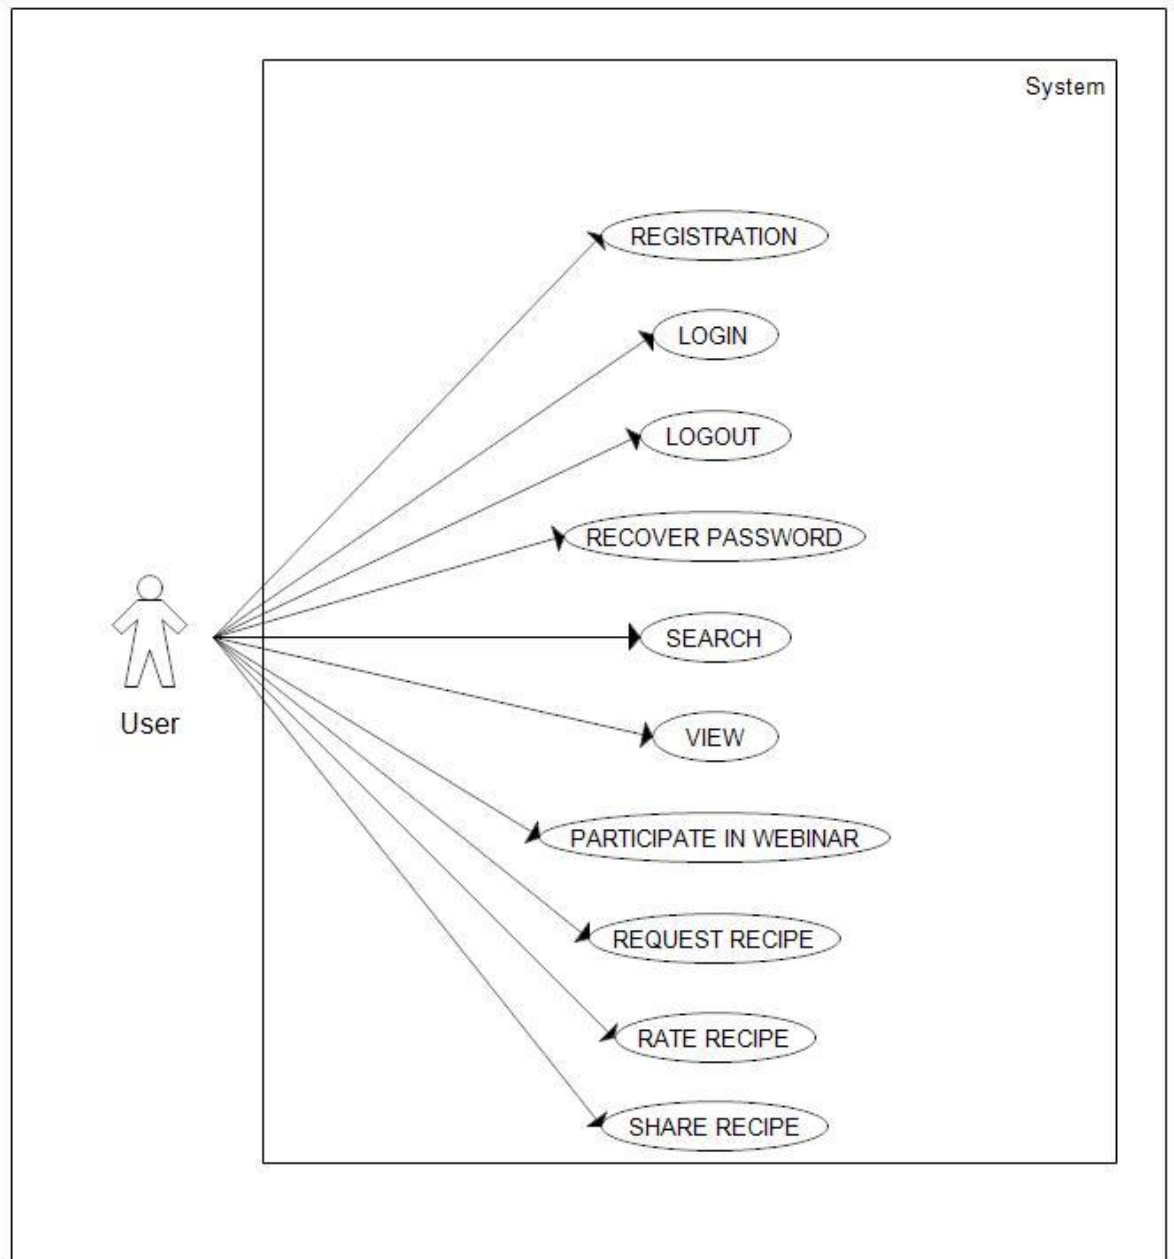 System
REGISTRATION
LOGIN
LOGOUT
RECOVER PASSWORD
SEARCH
User
VIEW
PARTICIPATE IN WEBINAR
REQUEST RECIPE
RATE RECIPE
SHARE RECIPE